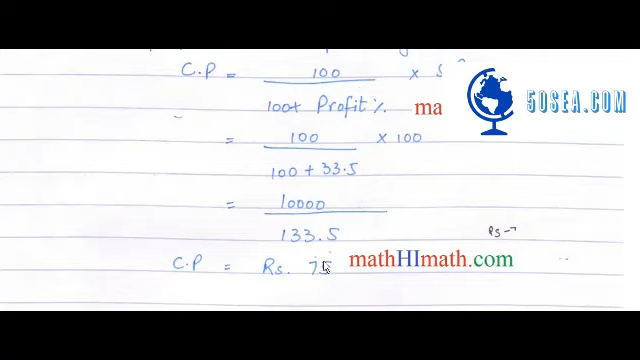 C.P = 100 × S
100+ Profit %
ma
50SEA.COM
= 100 × 100
100 + 33.5
= 10000
133.5
C.P = Rs. 75
mathHImath.com